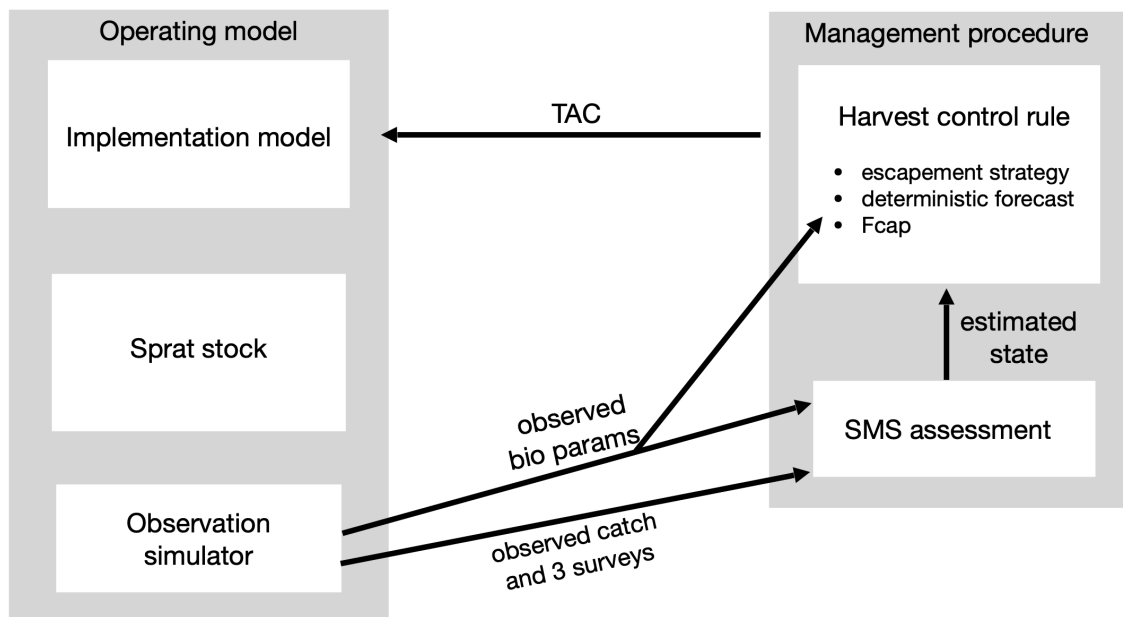 Operating model
Implementation model
Sprat stock
Observation
simulator
TAC
observed
bio params
observed catch
and 3 surveys
Management procedure
Harvest control rule
• escapement strategy
• deterministic forecast
• Fcap
estimated
state
SMS assessment